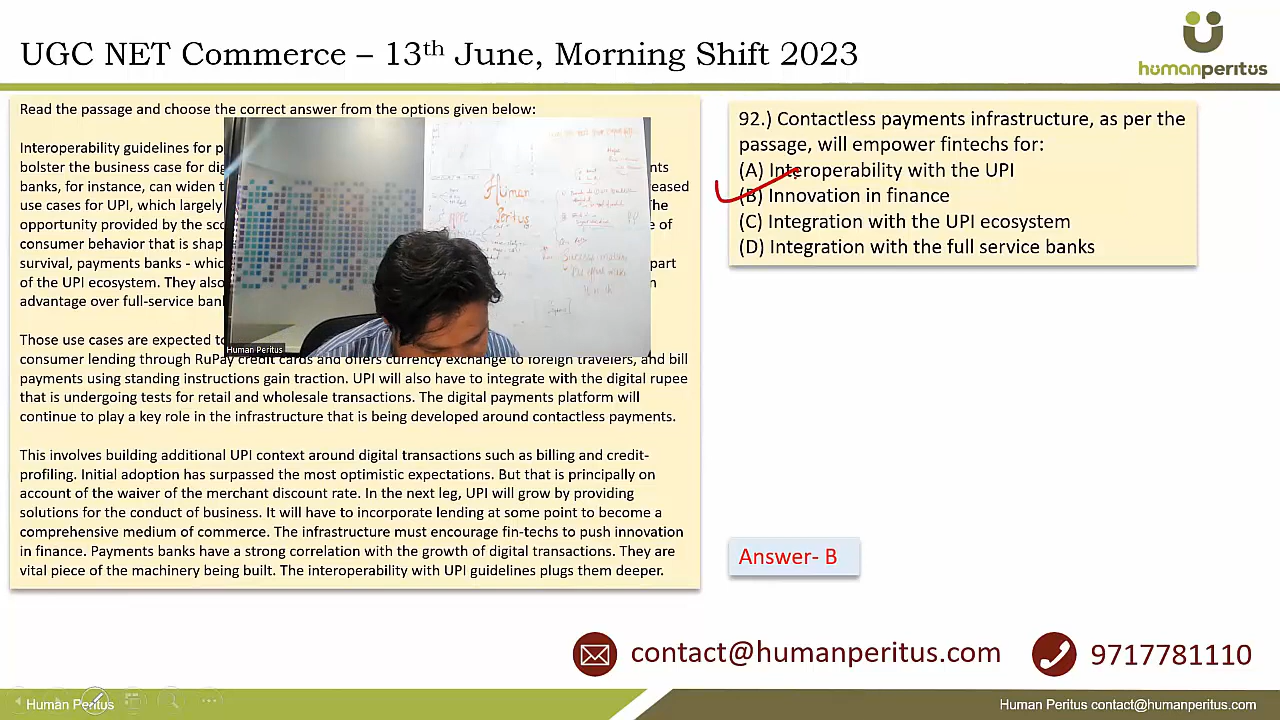 UGC NET Commerce – 13th June, Morning Shift 2023
humanperitus
Read the passage and choose the correct answer from the options given below:
Interoperability guidelines for p
bolster the business case for dig nts
banks, for instance, can widen t eased
use cases for UPI, which largely he
opportunity provided by the sco e of
consumer behavior that is shap
survival, payments banks - whic part
of the UPI ecosystem. They also n
advantage over full-service ban
Human Peritus
Human Peritus
Those use cases are expected to
consumer lending through RuPay credit cards and offers currency exchange to foreign travelers, and bill
payments using standing instructions gain traction. UPI will also have to integrate with the digital rupee
that is undergoing tests for retail and wholesale transactions. The digital payments platform will
continue to play a key role in the infrastructure that is being developed around contactless payments.
This involves building additional UPI context around digital transactions such as billing and credit-
profiling. Initial adoption has surpassed the most optimistic expectations. But that is principally on
account of the waiver of the merchant discount rate. In the next leg, UPI will grow by providing
solutions for the conduct of business. It will have to incorporate lending at some point to become a
comprehensive medium of commerce. The infrastructure must encourage fin-techs to push innovation
in finance. Payments banks have a strong correlation with the growth of digital transactions. They are
vital piece of the machinery being built. The interoperability with UPI guidelines plugs them deeper.
92.) Contactless payments infrastructure, as per the
passage, will empower fintechs for:
(A) Interoperability with the UPI
(B) Innovation in finance
(C) Integration with the UPI ecosystem
(D) Integration with the full service banks
Answer- B
contact@humanperitus.com 9717781110
Human Peritus
Human Peritus contact@humanperitus.com